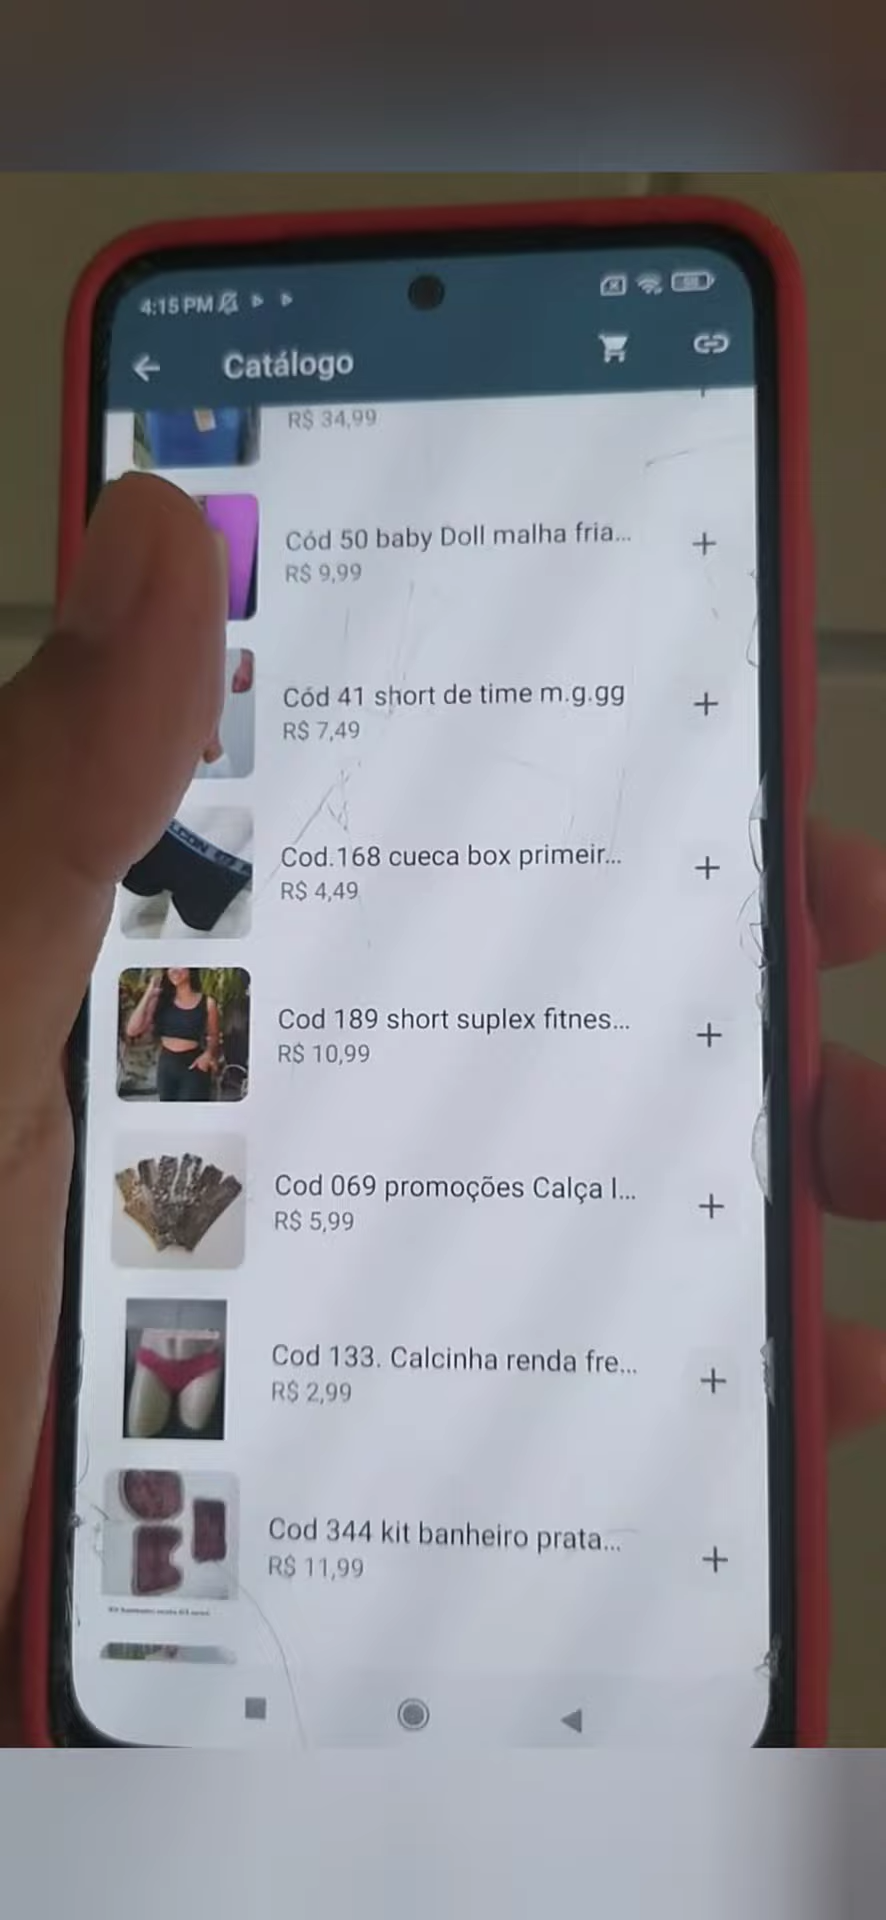 4:15 PM
Catálogo
R$ 34,99
Cód 50 baby Doll malha fria...
R$ 9,99
Cód 41 short de time m.g.gg
R$ 7,49
Cod.168 cueca box primeir...
R$ 4,49
Cod 189 short suplex fitnes...
R$ 10,99
Cod 069 promoções Calça l...
R$ 5,99
Cod 133. Calcinha renda fre...
R$ 2,99
Cod 344 kit banheiro prata...
R$ 11,99